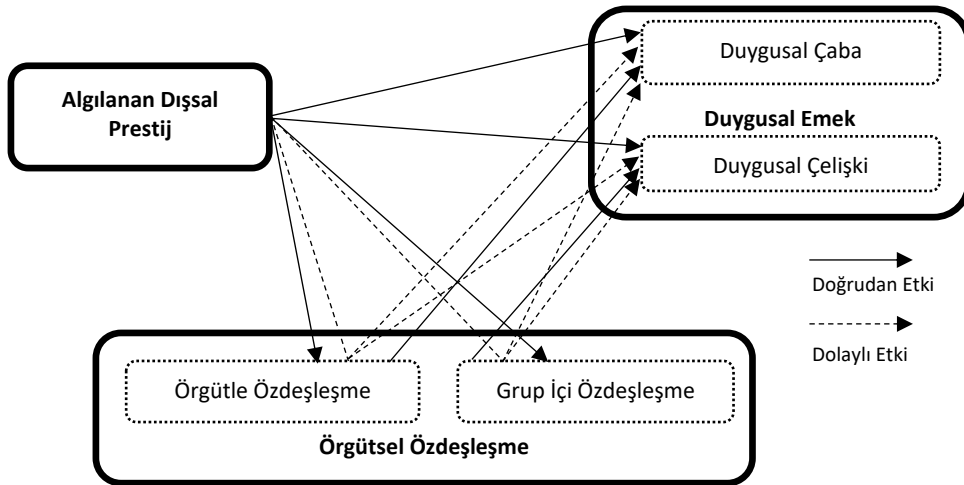 Algılanan Dışsal
Prestij
Duygusal Çaba
Duygusal Emek
Duygusal Çelişki
Doğrudan Etki
Dolaylı Etki
Örgütle Özdeşleşme
Grup İçi Özdeşleşme
Örgütsel Özdeşleşme